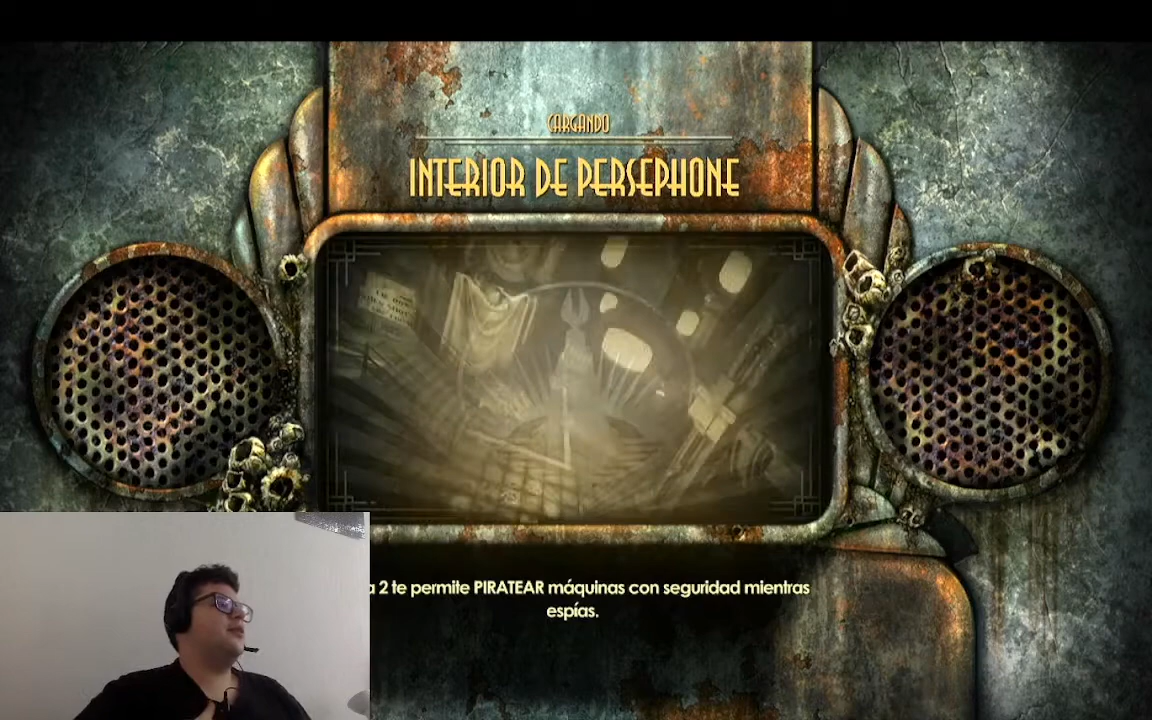 CARGANDO
INTERIOR DE PERSEPHONE
a 2 te permite PIRATEAR máquinas con seguridad mientras
espías.